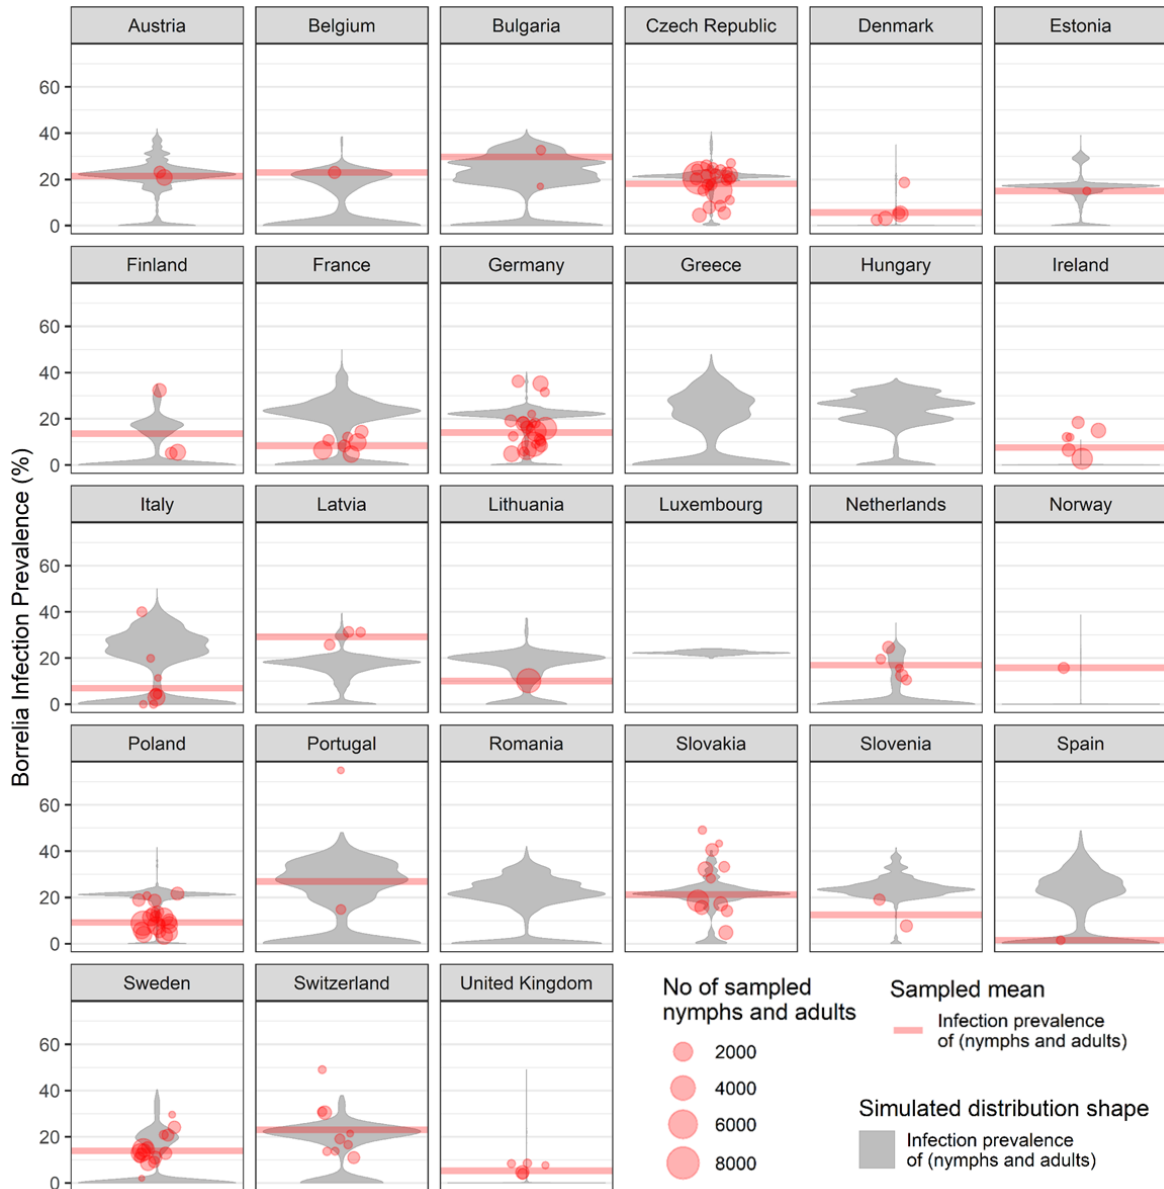 Austria Belgium Bulgaria Czech Republic Denmark Estonia
60
40
20
0
Finland France Germany Greece Hungary Ireland
60
40
20
0
Italy Latvia Lithuania Luxembourg Netherlands Norway
60
40
20
0
Poland Portugal Romania Slovakia Slovenia Spain
60
40
20
0
Sweden Switzerland United Kingdom
60
40
20
0
Borrelia Infection Prevalence (%)
No of sampled
nymphs and adults
2000
4000
6000
8000
Sampled mean
Infection prevalence
of (nymphs and adults)
Simulated distribution shape
Infection prevalence
of (nymphs and adults)